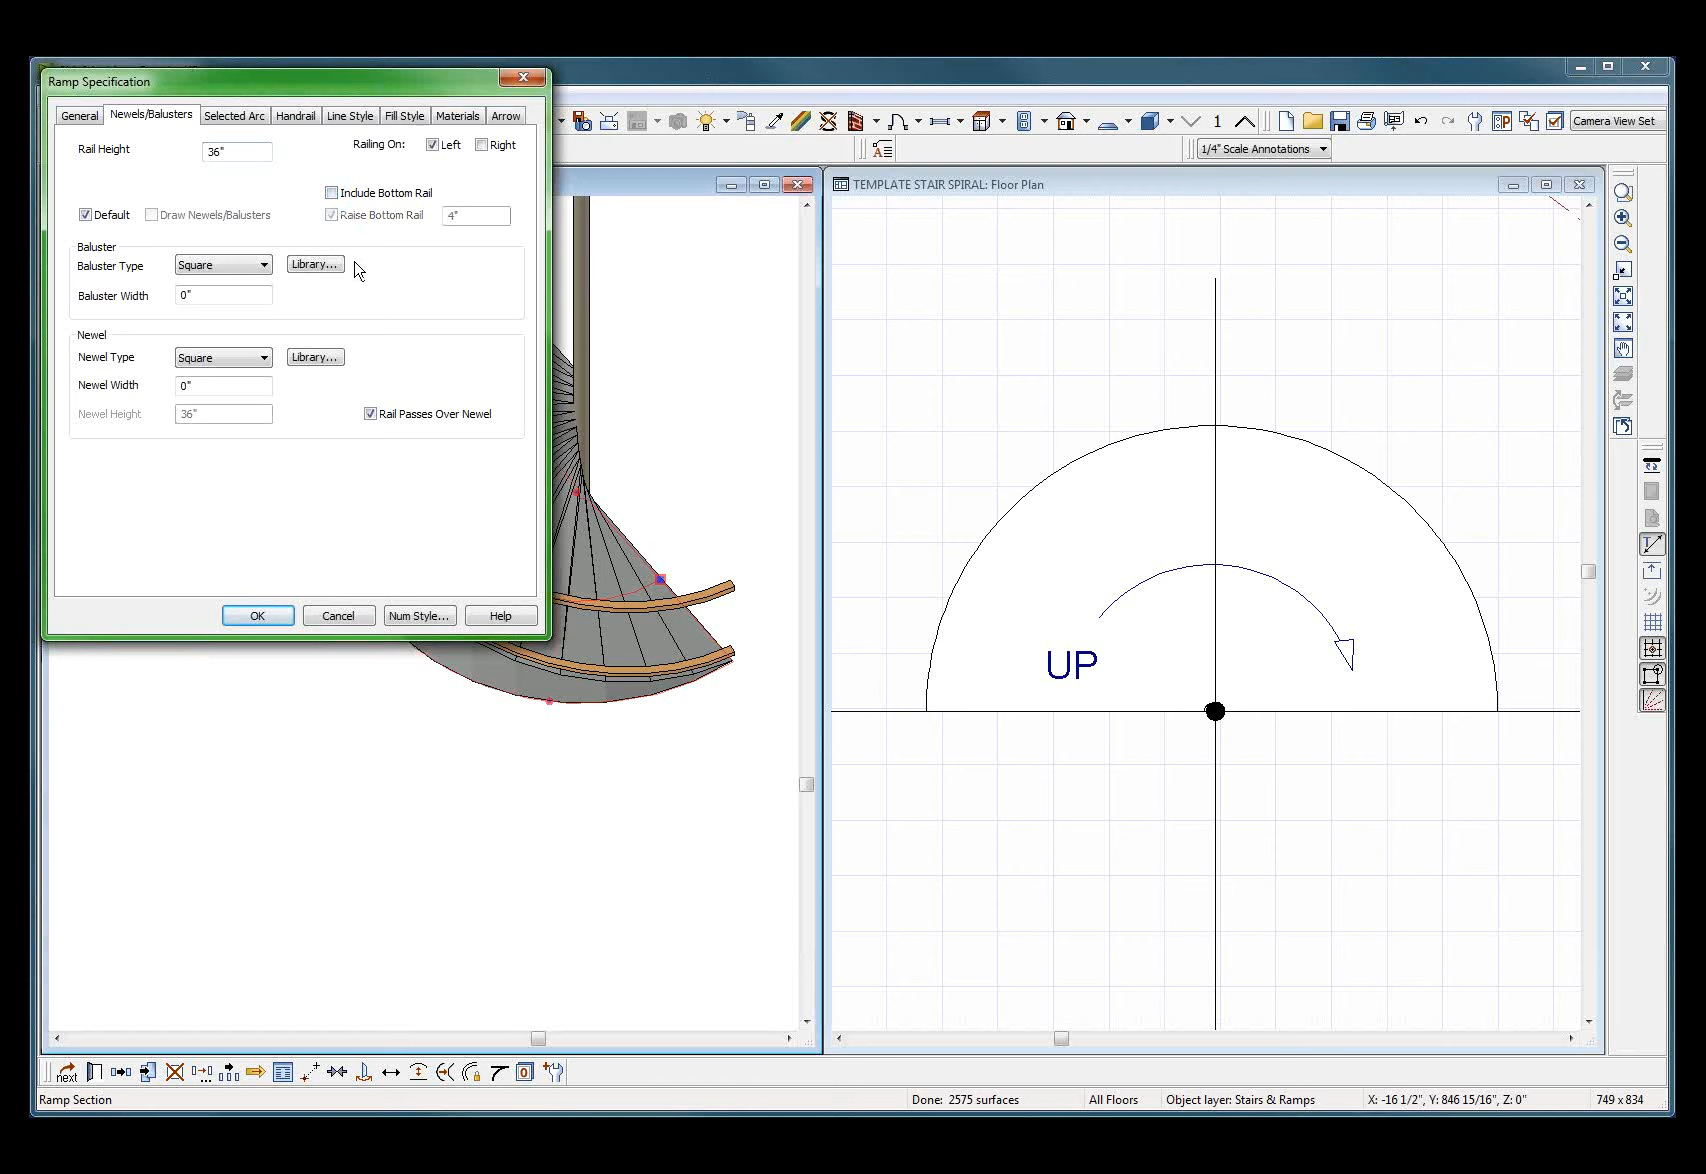 Ramp Specification
General Newels/Balusters Selected Arc Handrail Line Style Fill Style Materials Arrow
Rail Height 36" Railing On: Left Right
Include Bottom Rail
Default Draw Newels/Balusters Raise Bottom Rail 4"
Baluster
Baluster Type Square Library...
Baluster Width 0"
Newel
Newel Type Square Library...
Newel Width 0"
Newel Height 36" Rail Passes Over Newel
OK Cancel Num Style... Help
1 Camera View Set
1/4" Scale Annotations
TEMPLATE STAIR SPIRAL: Floor Plan
UP
next
Ramp Section Done: 2575 surfaces All Floors Object layer: Stairs & Ramps X: -16 1/2", Y: 846 15/16", Z: 0" 749 x 834